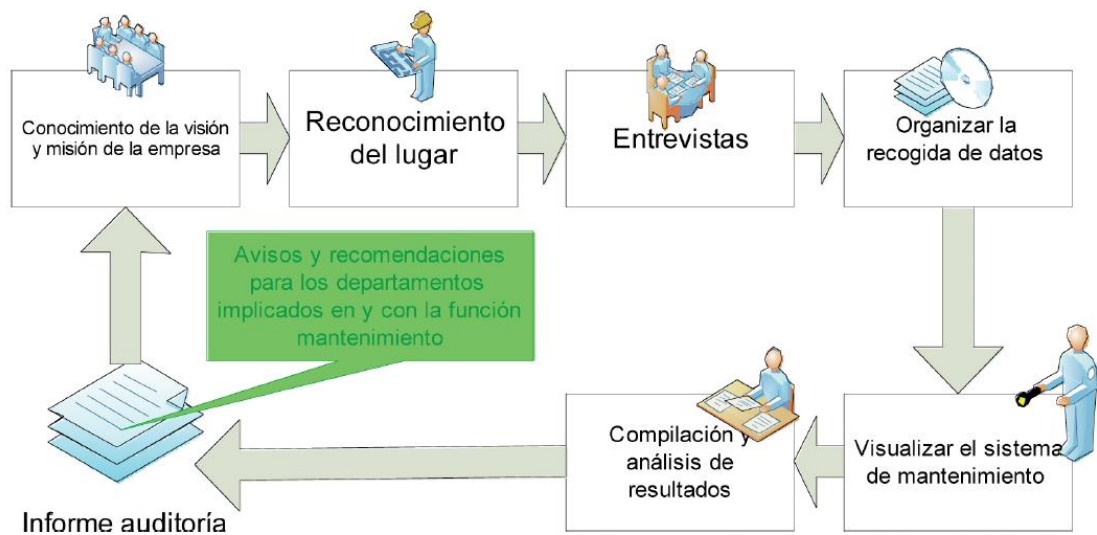 Conocimiento de la visión
y misión de la empresa
Reconocimiento
del lugar
Entrevistas
Organizar la
recogida de datos
Avisos y recomendaciones
para los departamentos
implicados en y con la función
mantenimiento
Visualizar el sistema
de mantenimiento
Compilación y
análisis de
resultados
Informe auditoría